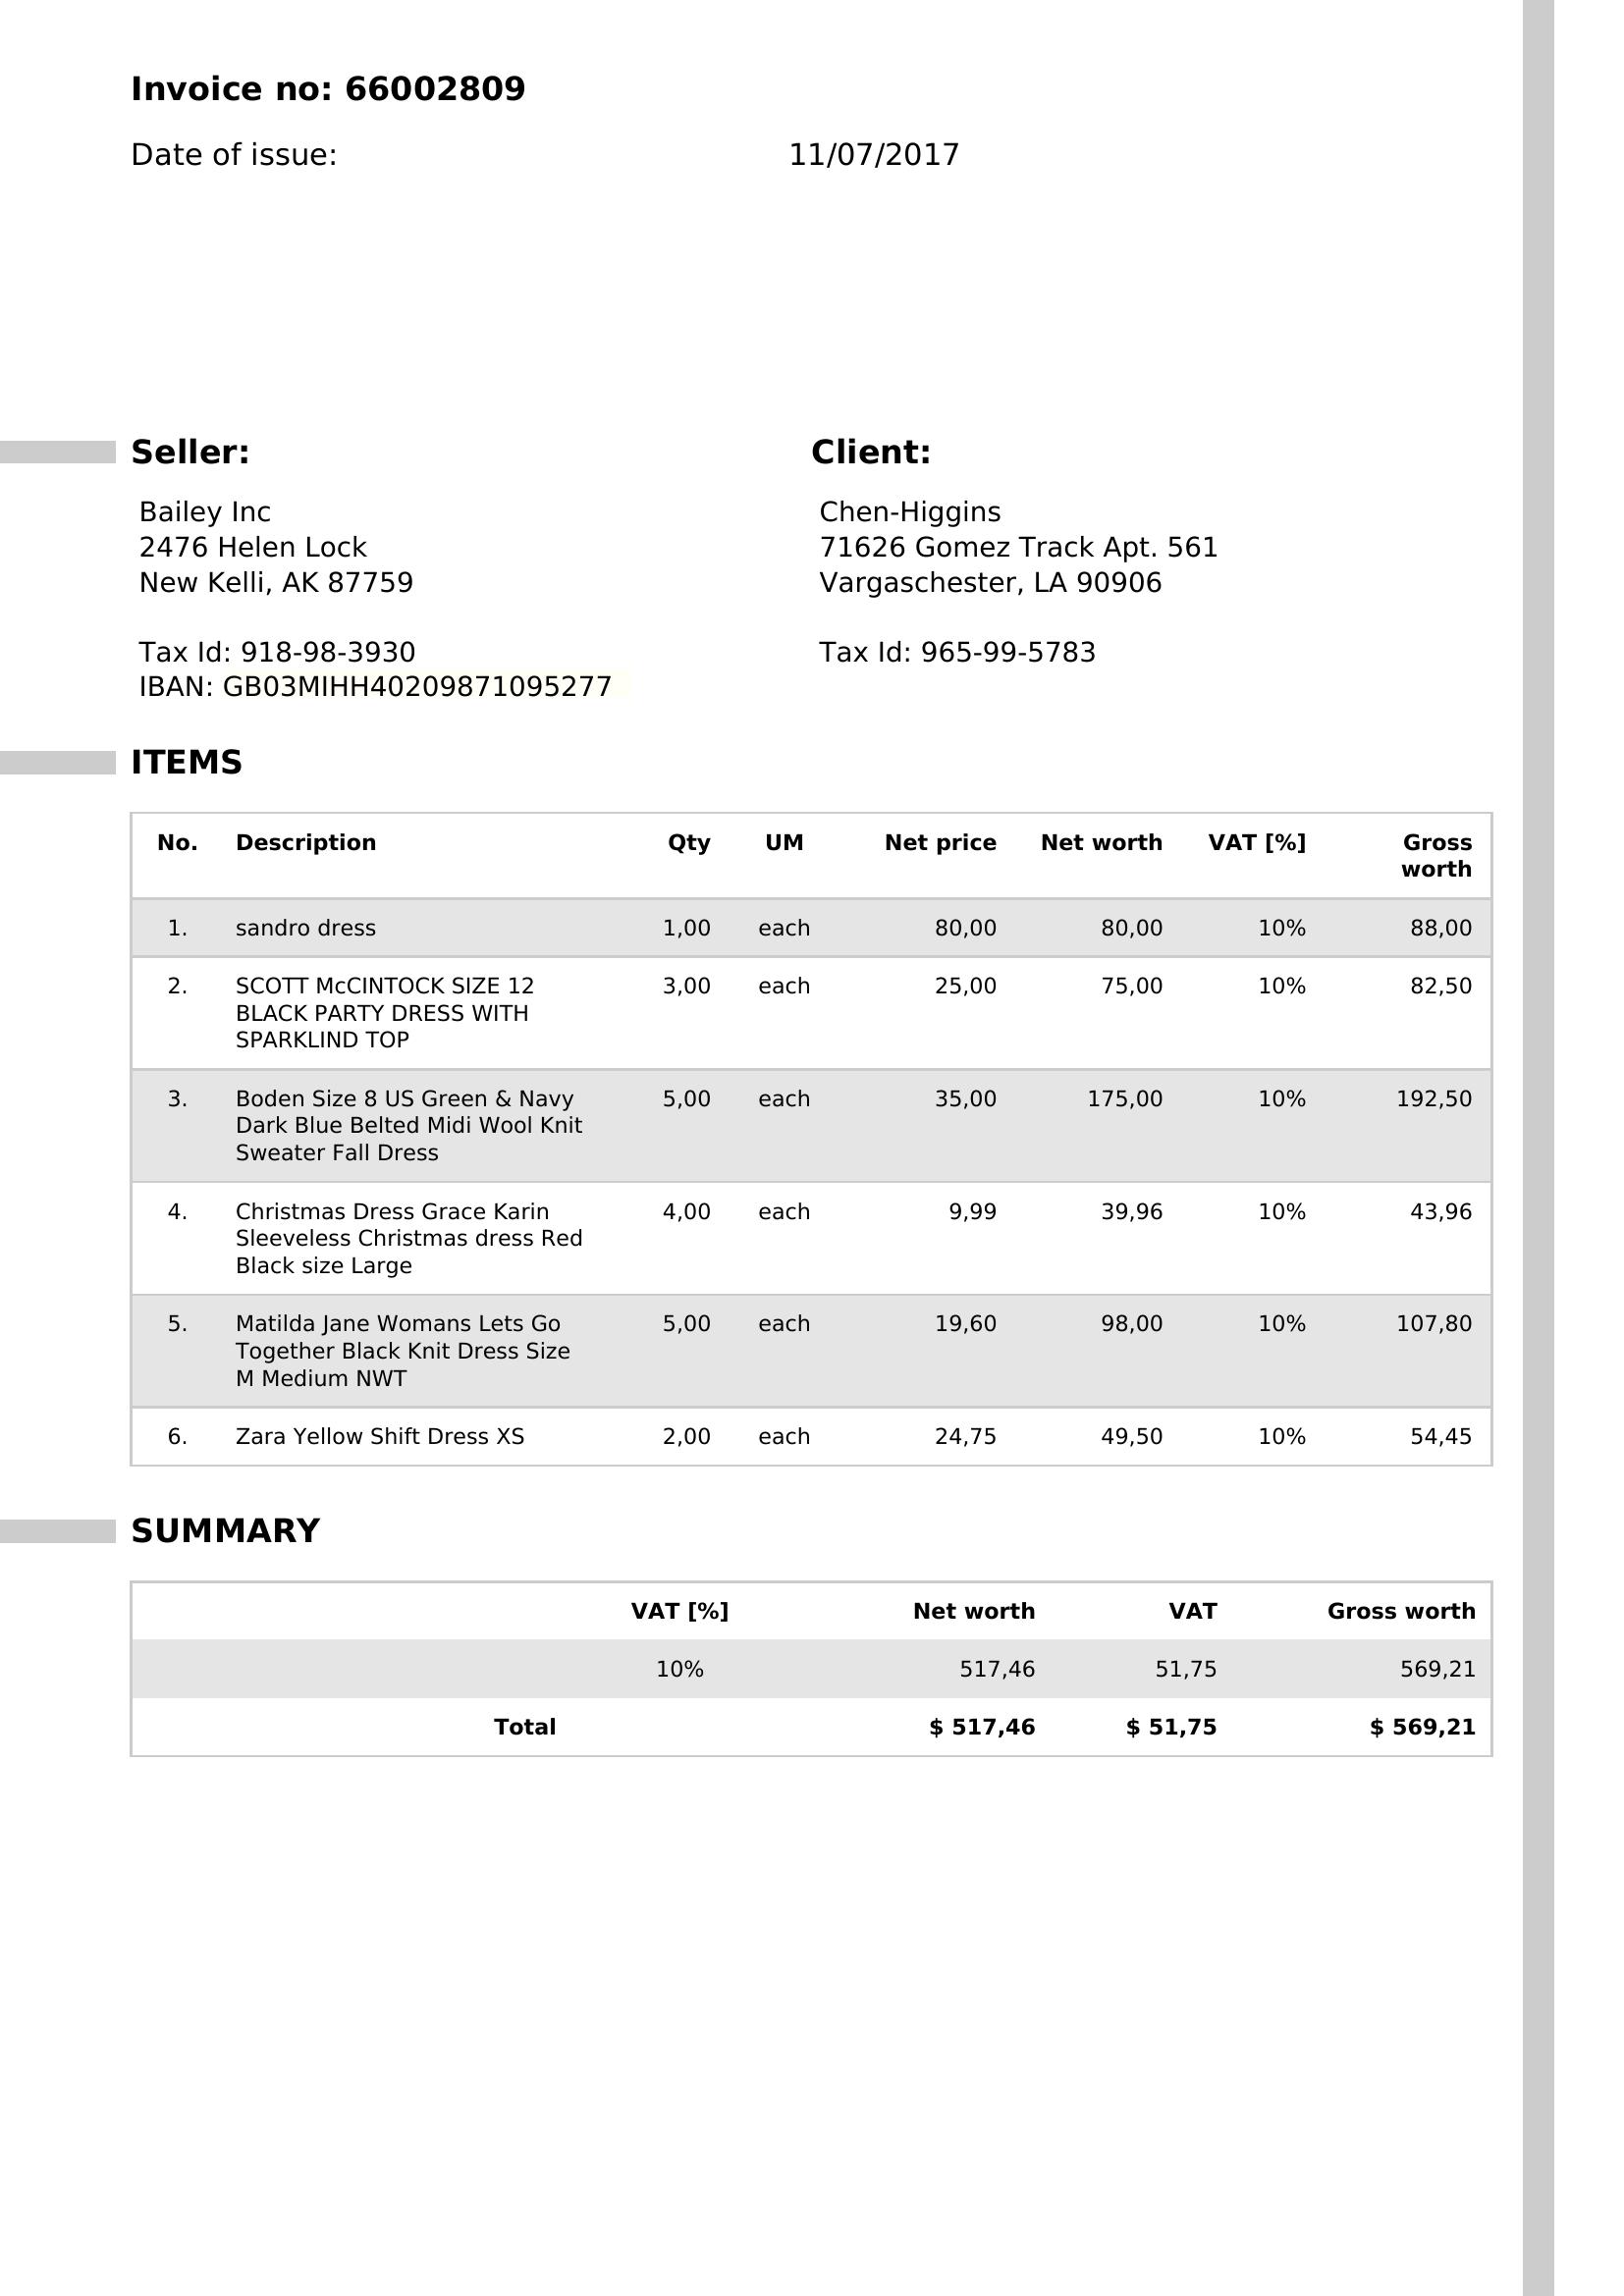 Invoice no: 66002809
Date of issue: 11/07/2017
Seller: Client:
Bailey Inc Chen-Higgins
2476 Helen Lock 71626 Gomez Track Apt. 561
New Kelli, AK 87759 Vargaschester, LA 90906
Tax Id: 918-98-3930 Tax Id: 965-99-5783
IBAN: GB03MIHH40209871095277
ITEMS
No. Description Qty UM Net price Net worth VAT [%] Gross
worth
1. sandro dress 1,00 each 80,00 80,00 10% 88,00
2. SCOTT McCINTOCK SIZE 12 3,00 each 25,00 75,00 10% 82,50
BLACK PARTY DRESS WITH
SPARKLIND TOP
3. Boden Size 8 US Green & Navy 5,00 each 35,00 175,00 10% 192,50
Dark Blue Belted Midi Wool Knit
Sweater Fall Dress
4. Christmas Dress Grace Karin 4,00 each 9,99 39,96 10% 43,96
Sleeveless Christmas dress Red
Black size Large
5. Matilda Jane Womans Lets Go 5,00 each 19,60 98,00 10% 107,80
Together Black Knit Dress Size
M Medium NWT
6. Zara Yellow Shift Dress XS 2,00 each 24,75 49,50 10% 54,45
SUMMARY
VAT [%] Net worth VAT Gross worth
10% 517,46 51,75 569,21
Total $ 517,46 $ 51,75 $ 569,21